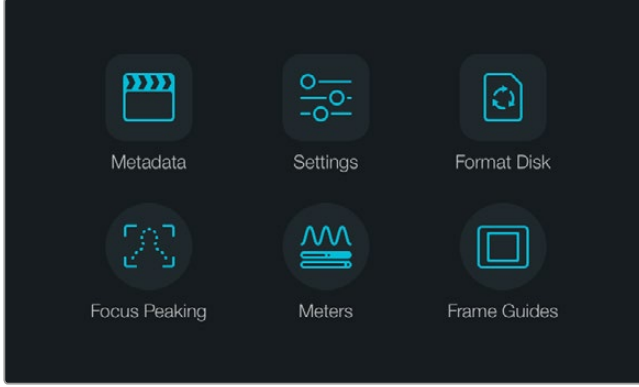 Metadata Settings Format Disk
Focus Peaking Meters Frame Guides